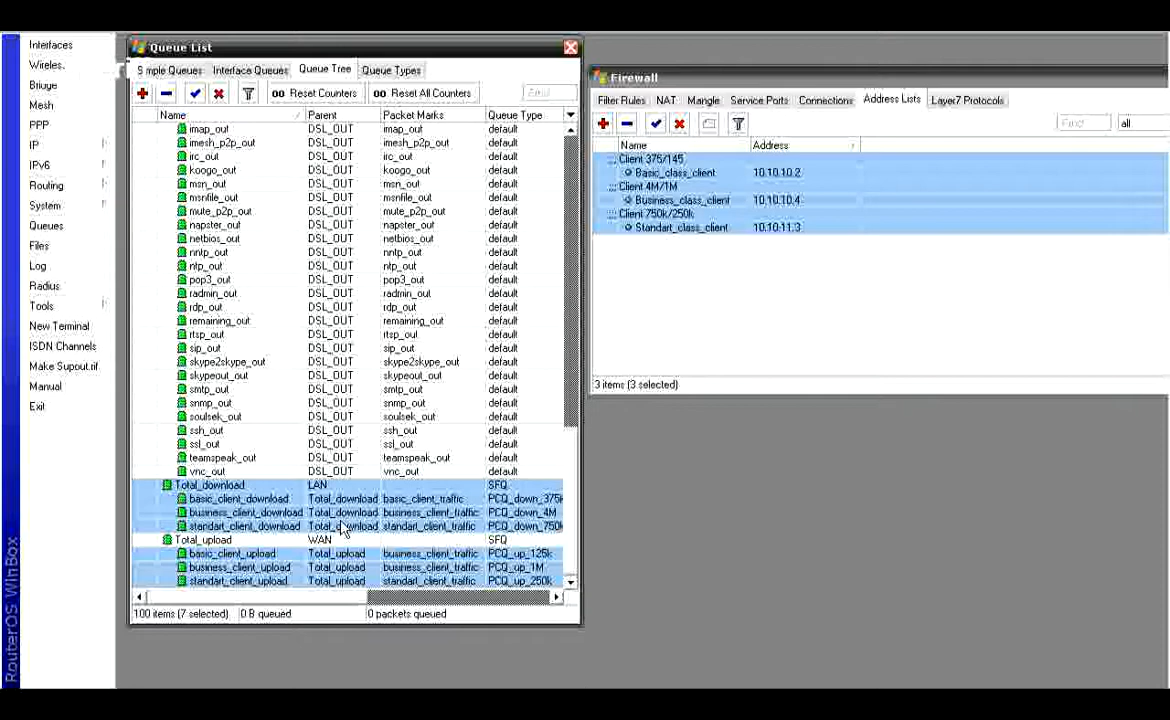 Interfaces
Wireles.
Bridge
Mesh
PPP
IP
IPv6
Routing
System
Queues
Files
Log
Radius
Tools
New Terminal
ISDN Channels
Make Supout.rif
Manual
Exit
RouterOS WinBox
Queue List
Simple Queues Interface Queues Queue Tree Queue Types
00 Reset Counters 00 Reset All Counters Find
Name Parent Packet Marks Queue Type
imap_out DSL_OUT imap_out default
imesh_p2p_out DSL_OUT imesh_p2p_out default
irc_out DSL_OUT irc_out default
koogo_out DSL_OUT koogo_out default
msn_out DSL_OUT msn_out default
msnfile_out DSL_OUT msnfile_out default
mute_p2p_out DSL_OUT mute_p2p_out default
napster_out DSL_OUT napster_out default
netbios_out DSL_OUT netbios_out default
nntp_out DSL_OUT nntp_out default
ntp_out DSL_OUT ntp_out default
pop3_out DSL_OUT pop3_out default
radmin_out DSL_OUT radmin_out default
rdp_out DSL_OUT rdp_out default
remaining_out DSL_OUT remaining_out default
rtsp_out DSL_OUT rtsp_out default
sip_out DSL_OUT sip_out default
skype2skype_out DSL_OUT skype2skype_out default
skypeout_out DSL_OUT skypeout_out default
smtp_out DSL_OUT smtp_out default
snmp_out DSL_OUT snmp_out default
soulsek_out DSL_OUT soulsek_out default
ssh_out DSL_OUT ssh_out default
ssl_out DSL_OUT ssl_out default
teamspeak_out DSL_OUT teamspeak_out default
vnc_out DSL_OUT vnc_out default
Total_download LAN SFQ
basic_client_download Total_download basic_client_traffic PCQ_down_375k
business_client_download Total_download business_client_traffic PCQ_down_4M
standart_client_download Total_download standart_client_traffic PCQ_down_750k
Total_upload WAN SFQ
basic_client_upload Total_upload business_client_traffic PCQ_up_125k
business_client_upload Total_upload business_client_traffic PCQ_up_1M
standart_client_upload Total_upload standart_client_traffic PCQ_up_250k
100 items (7 selected) 0 B queued 0 packets queued
Firewall
Filter Rules NAT Mangle Service Ports Connections Address Lists Layer7 Protocols
Find all
Name Address
;;; Client 375/145
Basic_class_client 10.10.10.2
;;; Client 4M/1M
Business_class_client 10.10.10.4
;;; Client 750k/250k
Standart_class_client 10.10.11.3
3 items (3 selected)